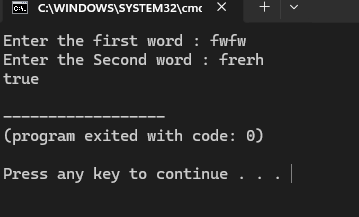 C:\WINDOWS\SYSTEM32\cmc
Enter the first word : fwfw
Enter the Second word : frerh
true
------------------
(program exited with code: 0)
Press any key to continue . . .